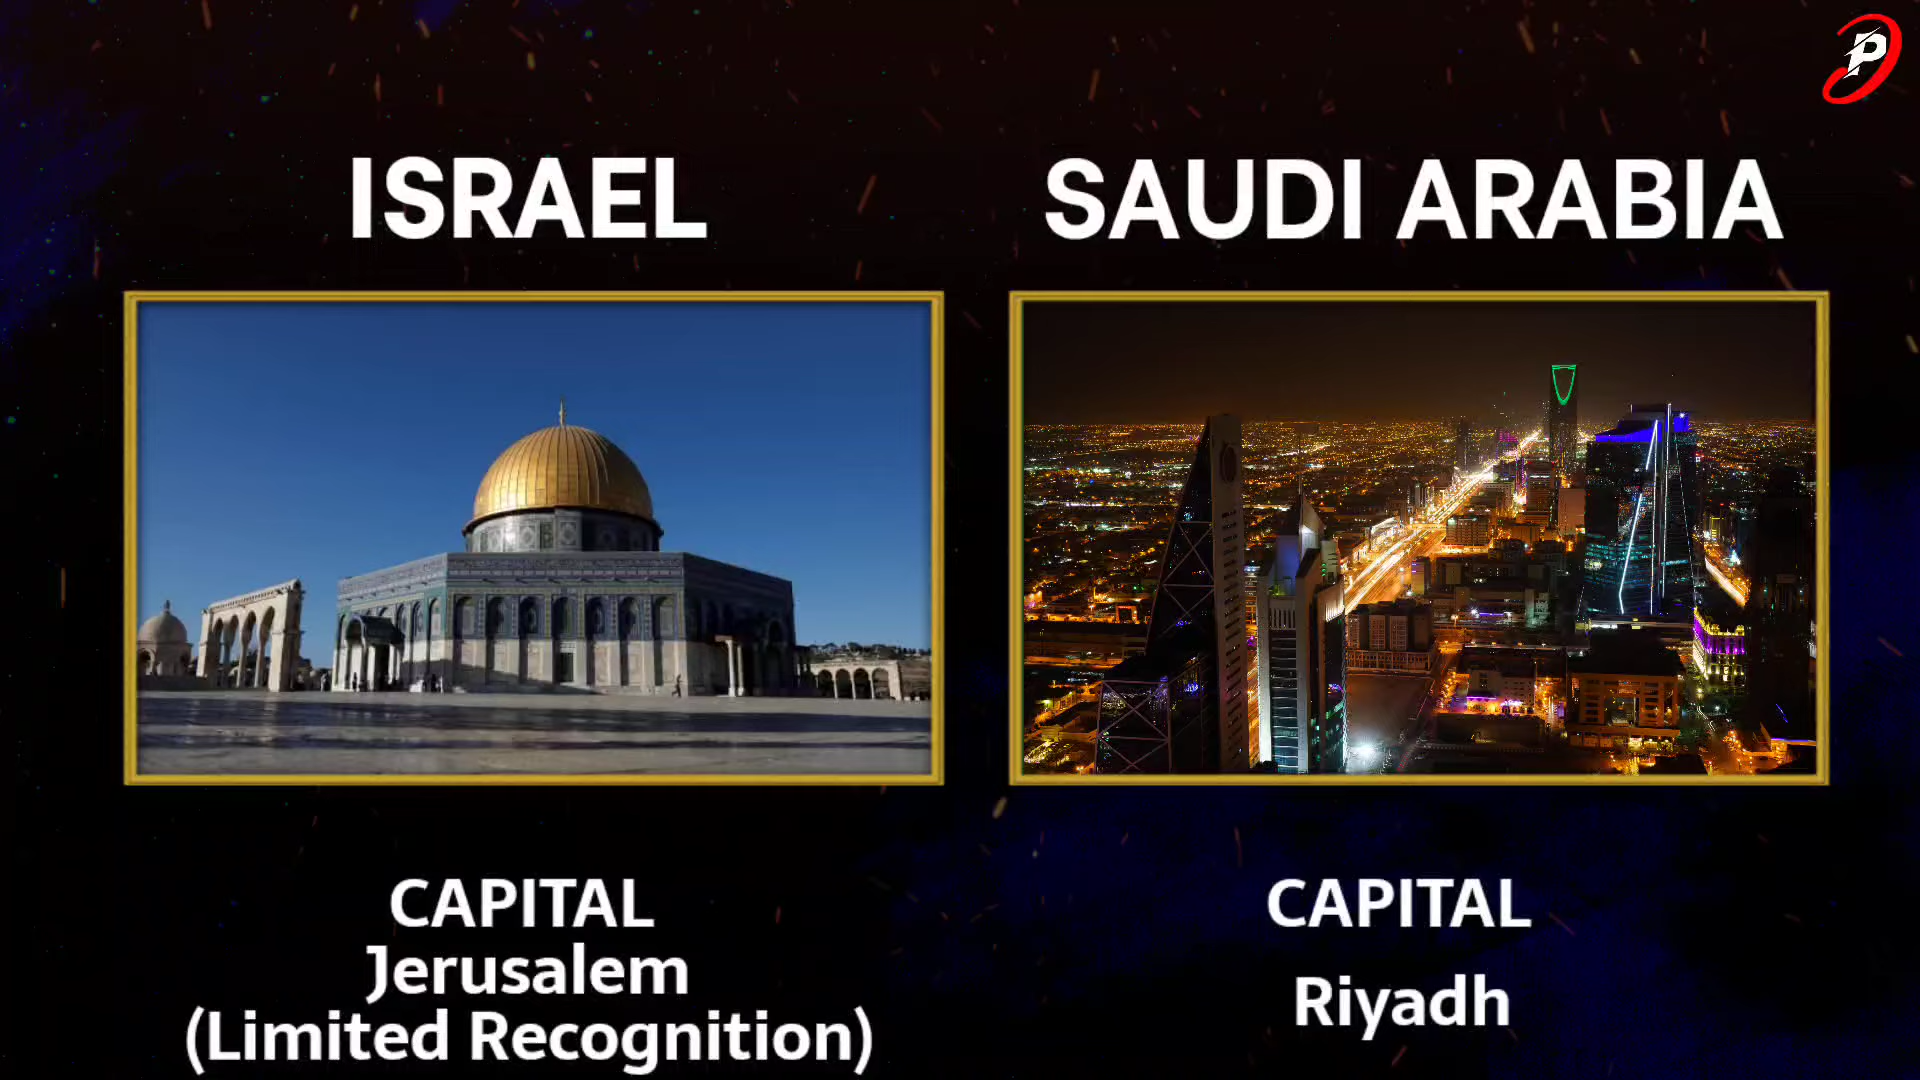 P
ISRAEL
SAUDI ARABIA
CAPITAL
Jerusalem
(Limited Recognition)
CAPITAL
Riyadh